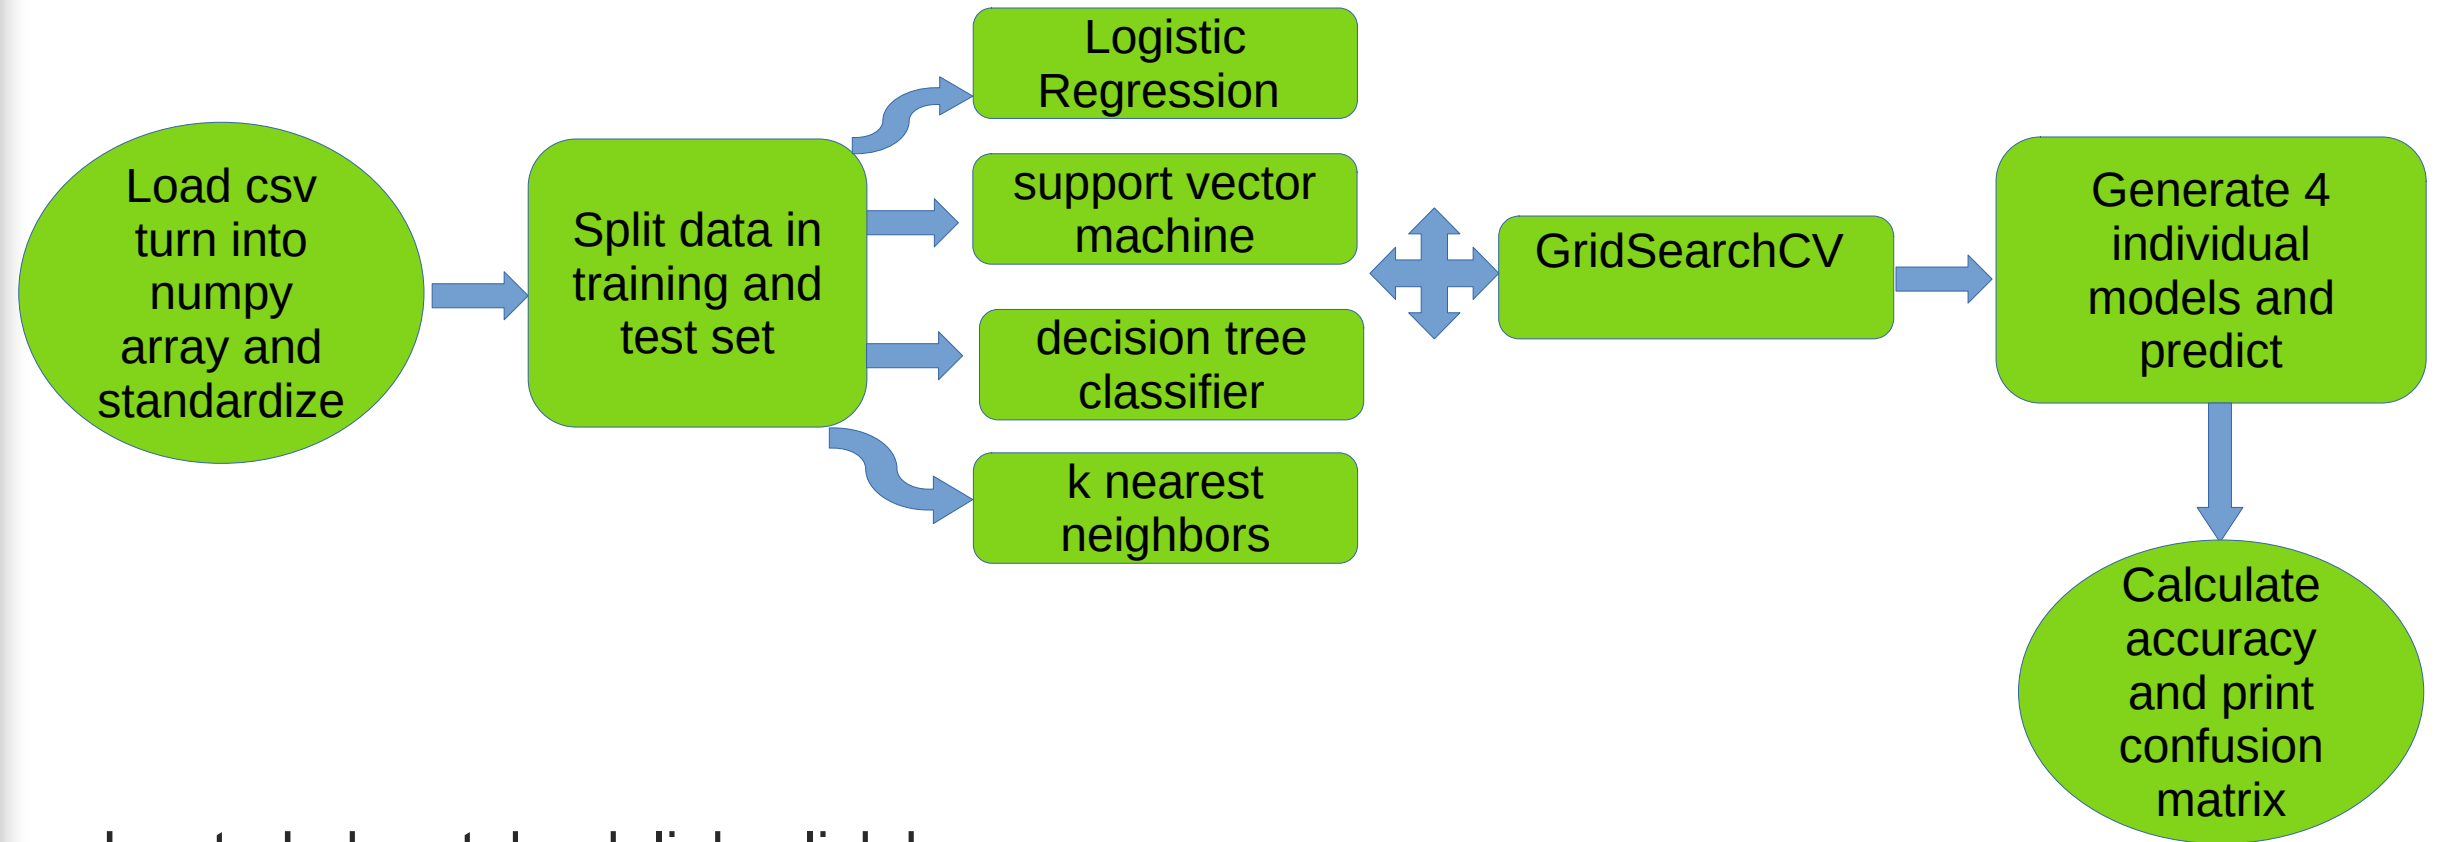 Load csv
turn into
numpy
array and
standardize
Split data in
training and
test set
Logistic
Regression
support vector
machine
decision tree
classifier
k nearest
neighbors
GridSearchCV
Generate 4
individual
models and
predict
Calculate
accuracy
and print
confusion
matrix